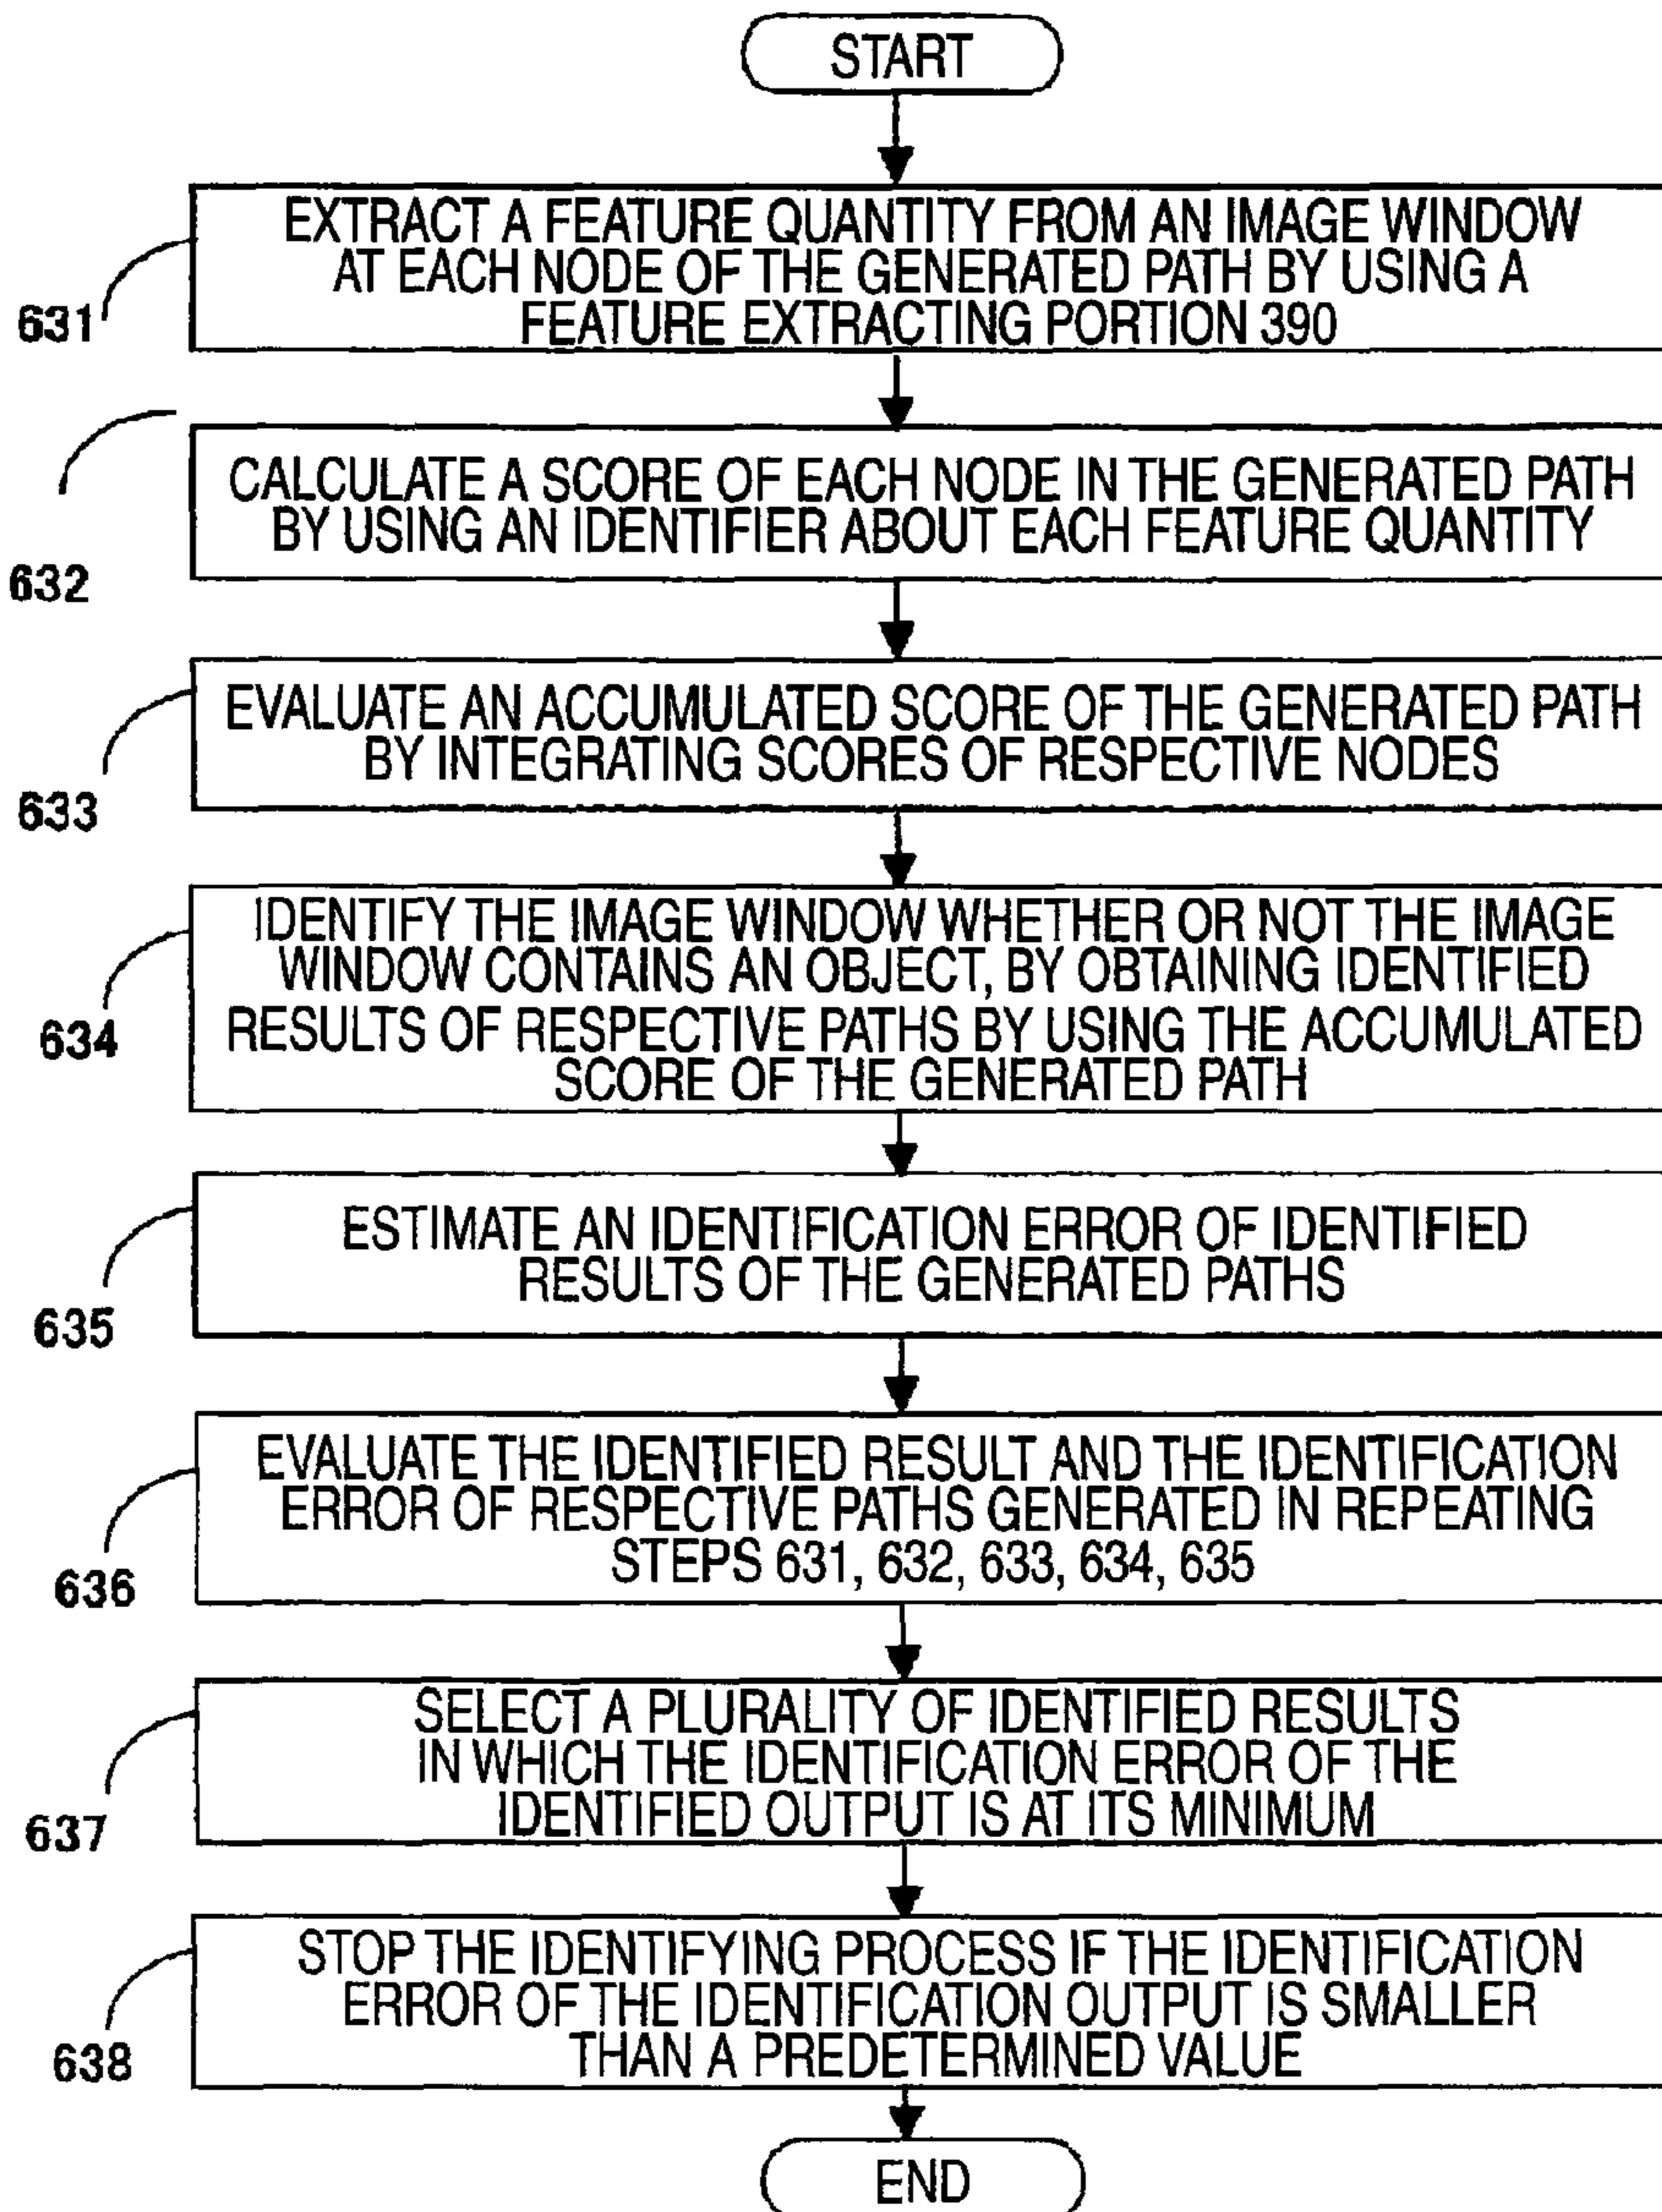 START
EXTRACT A FEATURE QUANTITY FROM AN IMAGE WINDOW
AT EACH NODE OF THE GENERATED PATH BY USING A
FEATURE EXTRACTING PORTION 390
631
CALCULATE A SCORE OF EACH NODE IN THE GENERATED PATH
BY USING AN IDENTIFIER ABOUT EACH FEATURE QUANTITY
632
EVALUATE AN ACCUMULATED SCORE OF THE GENERATED PATH
BY INTEGRATING SCORES OF RESPECTIVE NODES
633
IDENTIFY THE IMAGE WINDOW WHETHER OR NOT THE IMAGE
WINDOW CONTAINS AN OBJECT, BY OBTAINING IDENTIFIED
RESULTS OF RESPECTIVE PATHS BY USING THE ACCUMULATED
SCORE OF THE GENERATED PATH
634
ESTIMATE AN IDENTIFICATION ERROR OF IDENTIFIED
RESULTS OF THE GENERATED PATHS
635
EVALUATE THE IDENTIFIED RESULT AND THE IDENTIFICATION
ERROR OF RESPECTIVE PATHS GENERATED IN REPEATING
STEPS 631, 632, 633, 634, 635
636
SELECT A PLURALITY OF IDENTIFIED RESULTS
IN WHICH THE IDENTIFICATION ERROR OF THE
IDENTIFIED OUTPUT IS AT ITS MINIMUM
637
STOP THE IDENTIFYING PROCESS IF THE IDENTIFICATION
ERROR OF THE IDENTIFICATION OUTPUT IS SMALLER
THAN A PREDETERMINED VALUE
638
END